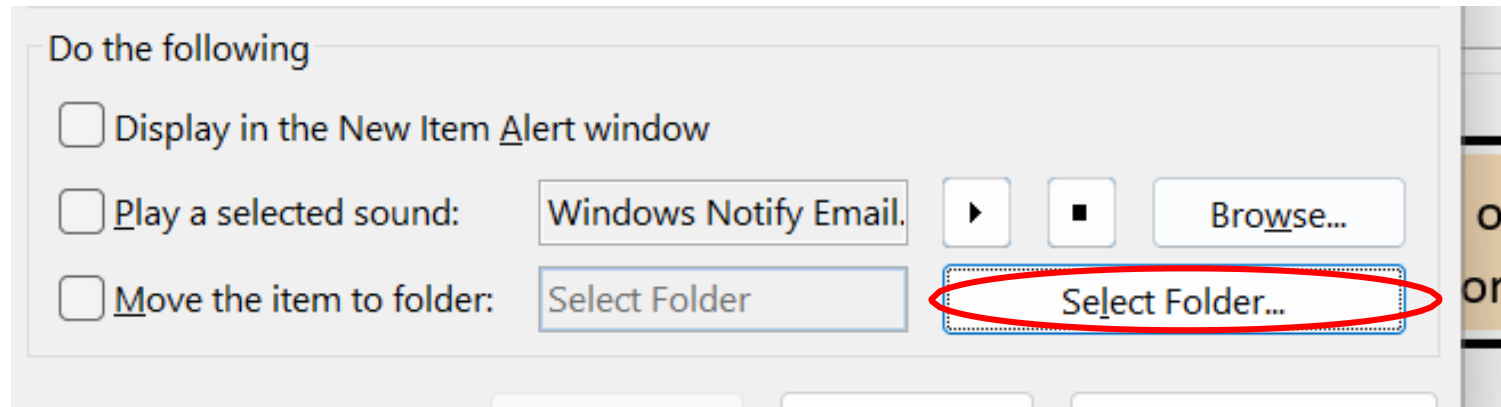 Do the following
Display in the New Item Alert window
Play a selected sound: Windows Notify Email. Browse...
Move the item to folder: Select Folder Select Folder...